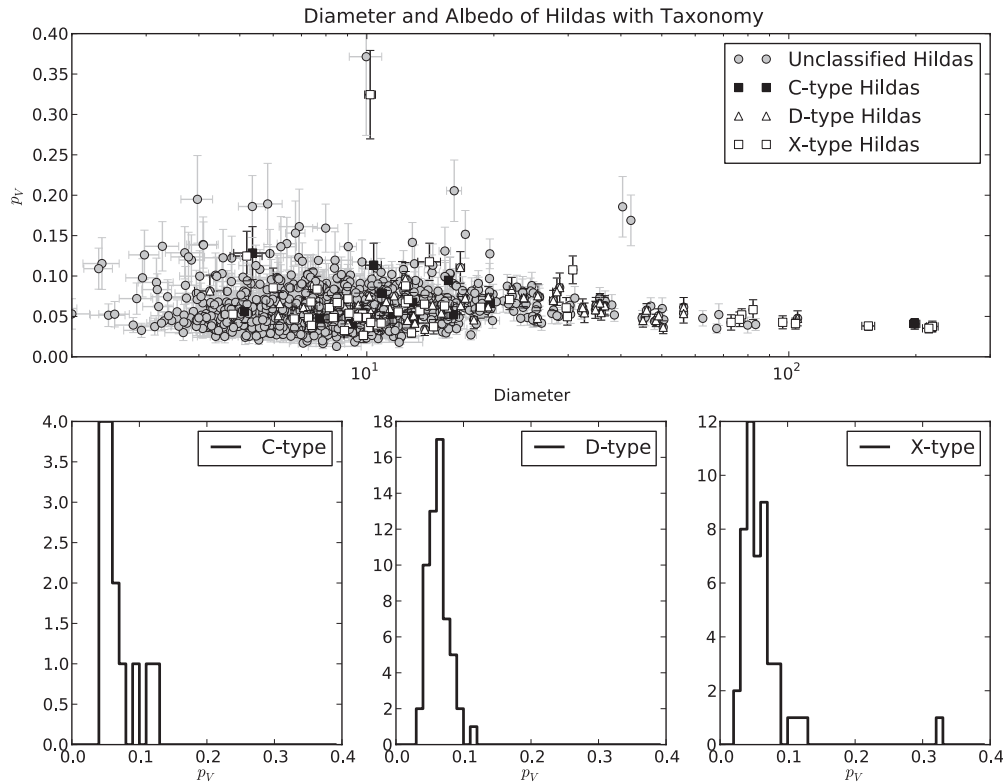 Diameter and Albedo of Hildas with Taxonomy
0.40
0.35
0.30
0.25
0.20
0.15
0.10
0.05
0.00
p_V
Unclassified Hildas
C-type Hildas
D-type Hildas
X-type Hildas
10^1
10^2
Diameter
4.0
3.5
3.0
2.5
2.0
1.5
1.0
0.5
0.0
C-type
0.0 0.1 0.2 0.3 0.4
p_V
18
16
14
12
10
8
6
4
2
0
D-type
0.0 0.1 0.2 0.3 0.4
p_V
12
10
8
6
4
2
0
X-type
0.0 0.1 0.2 0.3 0.4
p_V